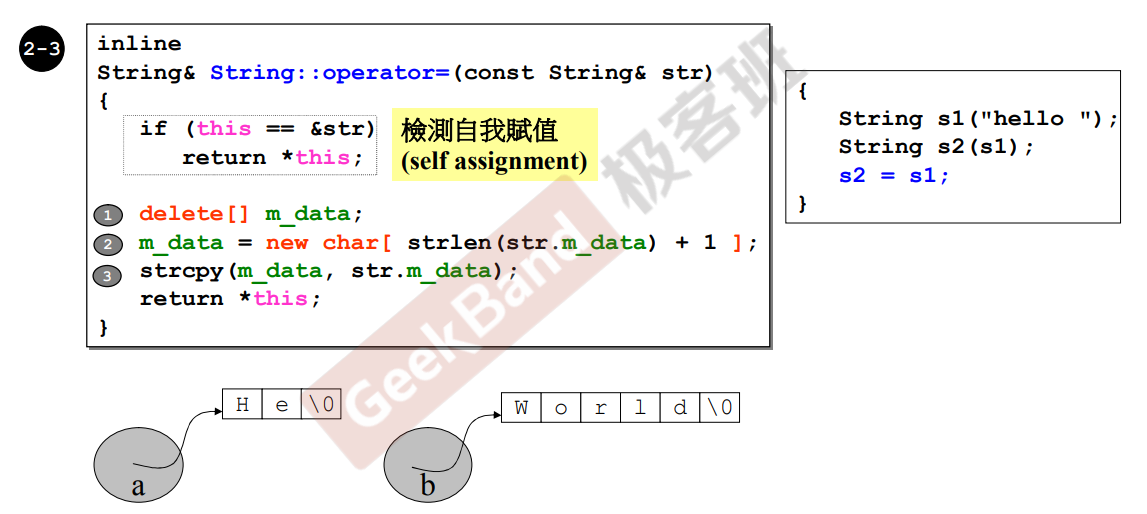 2-3
inline
String& String::operator=(const String& str)
{
if (this == &str)
return *this;
檢測自我賦值
(self assignment)
1 delete[] m_data;
2 m_data = new char[ strlen(str.m_data) + 1 ];
3 strcpy(m_data, str.m_data);
return *this;
}
{
String s1("hello ");
String s2(s1);
s2 = s1;
}
GeekBand 极客班
H e \0
W o r l d \0
a
b